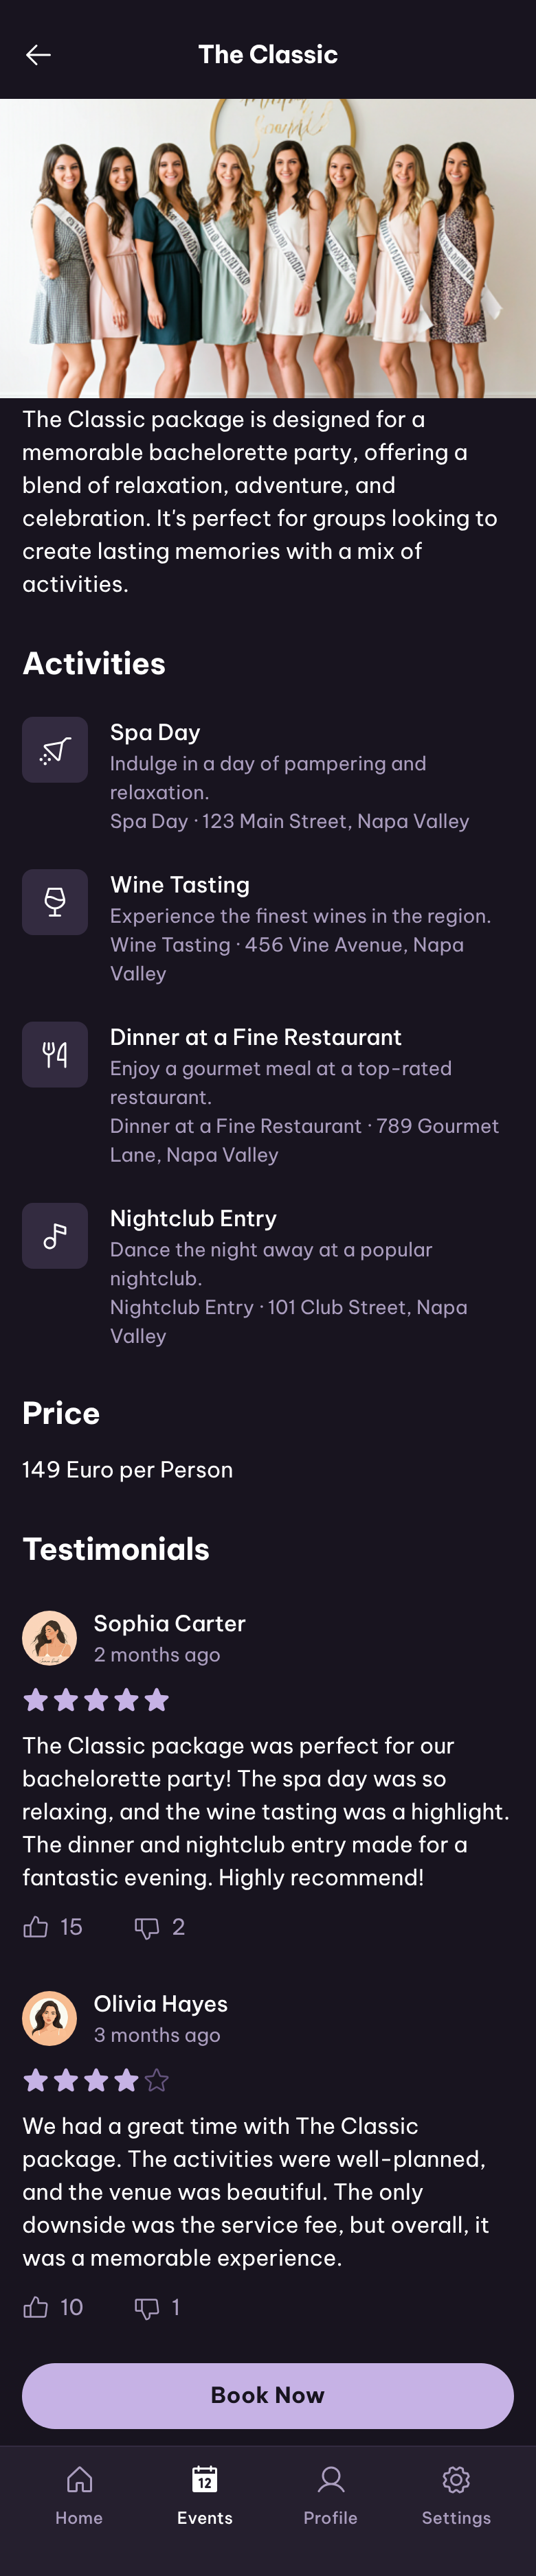 The Classic
The Classic package is designed for a
memorable bachelorette party, offering a
blend of relaxation, adventure, and
celebration. It's perfect for groups looking to
create lasting memories with a mix of
activities.
Activities
Spa Day
Indulge in a day of pampering and
relaxation.
Spa Day · 123 Main Street, Napa Valley
Wine Tasting
Experience the finest wines in the region.
Wine Tasting · 456 Vine Avenue, Napa
Valley
Dinner at a Fine Restaurant
Enjoy a gourmet meal at a top-rated
restaurant.
Dinner at a Fine Restaurant · 789 Gourmet
Lane, Napa Valley
Nightclub Entry
Dance the night away at a popular
nightclub.
Nightclub Entry · 101 Club Street, Napa
Valley
Price
149 Euro per Person
Testimonials
Sophia Carter
2 months ago
The Classic package was perfect for our
bachelorette party! The spa day was so
relaxing, and the wine tasting was a highlight.
The dinner and nightclub entry made for a
fantastic evening. Highly recommend!
15 2
Olivia Hayes
3 months ago
We had a great time with The Classic
package. The activities were well-planned,
and the venue was beautiful. The only
downside was the service fee, but overall, it
was a memorable experience.
10 1
Book Now
12
Home Events Profile Settings